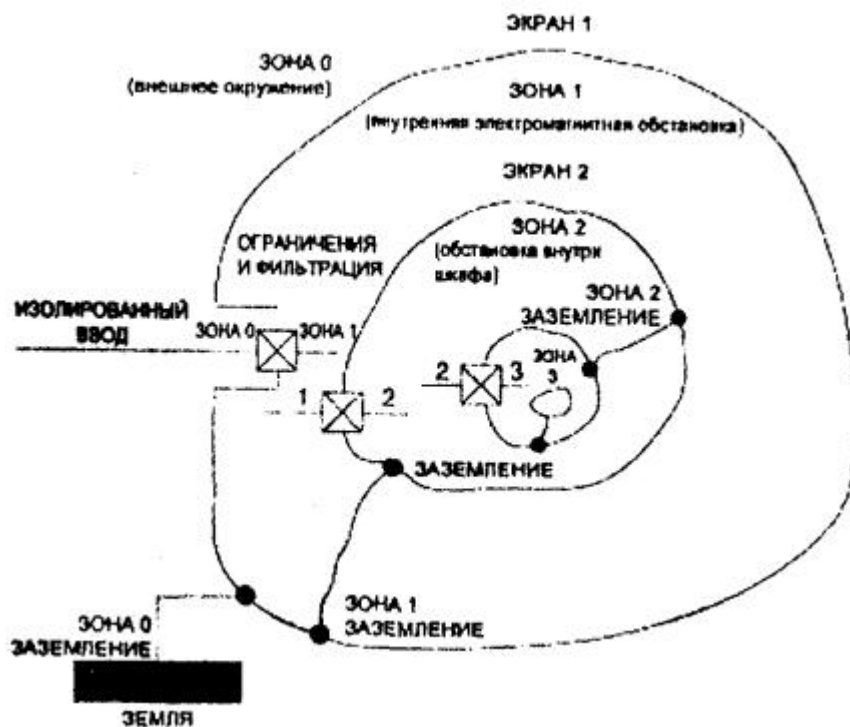 ЭКРАН 1
ЗОНА 0
(внешнее окружение)
ЗОНА 1
(внутренняя электромагнитная обстановка)
ЭКРАН 2
ЗОНА 2
(обстановка внутри
шкафа)
ОГРАНИЧЕНИЯ
И ФИЛЬТРАЦИЯ
ЗОНА 2
ЗАЗЕМЛЕНИЕ
ИЗОЛИРОВАННЫЙ
ВВОД
ЗОНА 0
ЗОНА 1
ЗОНА
3
2
3
1
2
ЗАЗЕМЛЕНИЕ
ЗОНА 1
ЗАЗЕМЛЕНИЕ
ЗОНА 0
ЗАЗЕМЛЕНИЕ
ЗЕМЛЯ